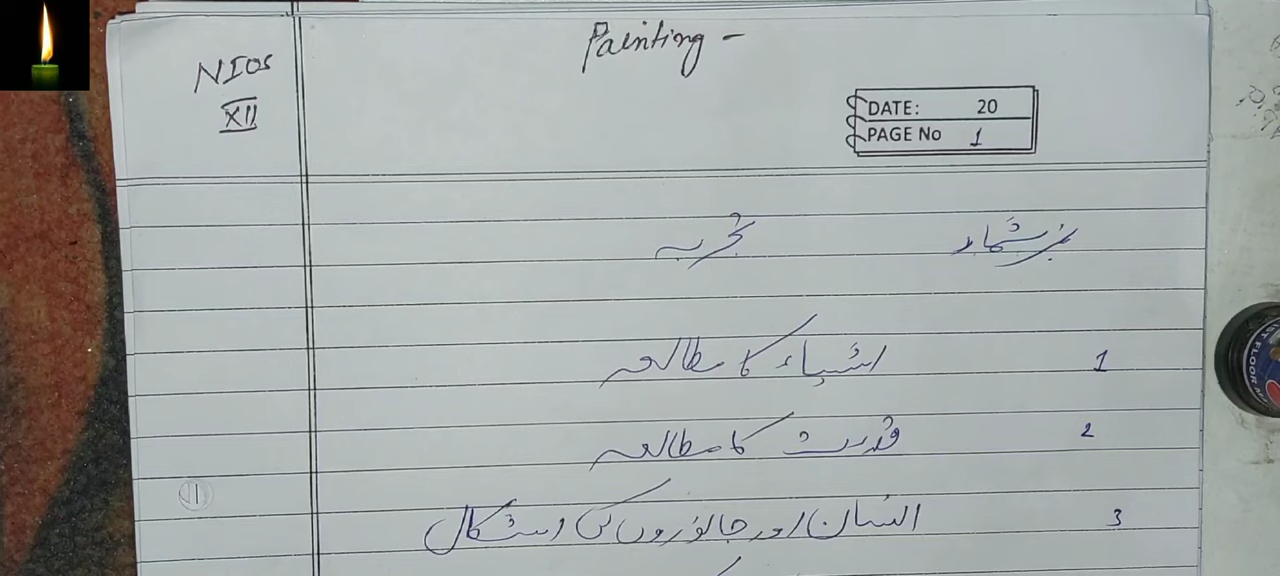 Painting -
NIOS
XII
DATE: 20
PAGE No 1
نمبر شمار تجربہ
1 اشیاء کا مطالعہ
2 قدرت کا مطالعہ
3 انسان اور جانوروں کی اشکال